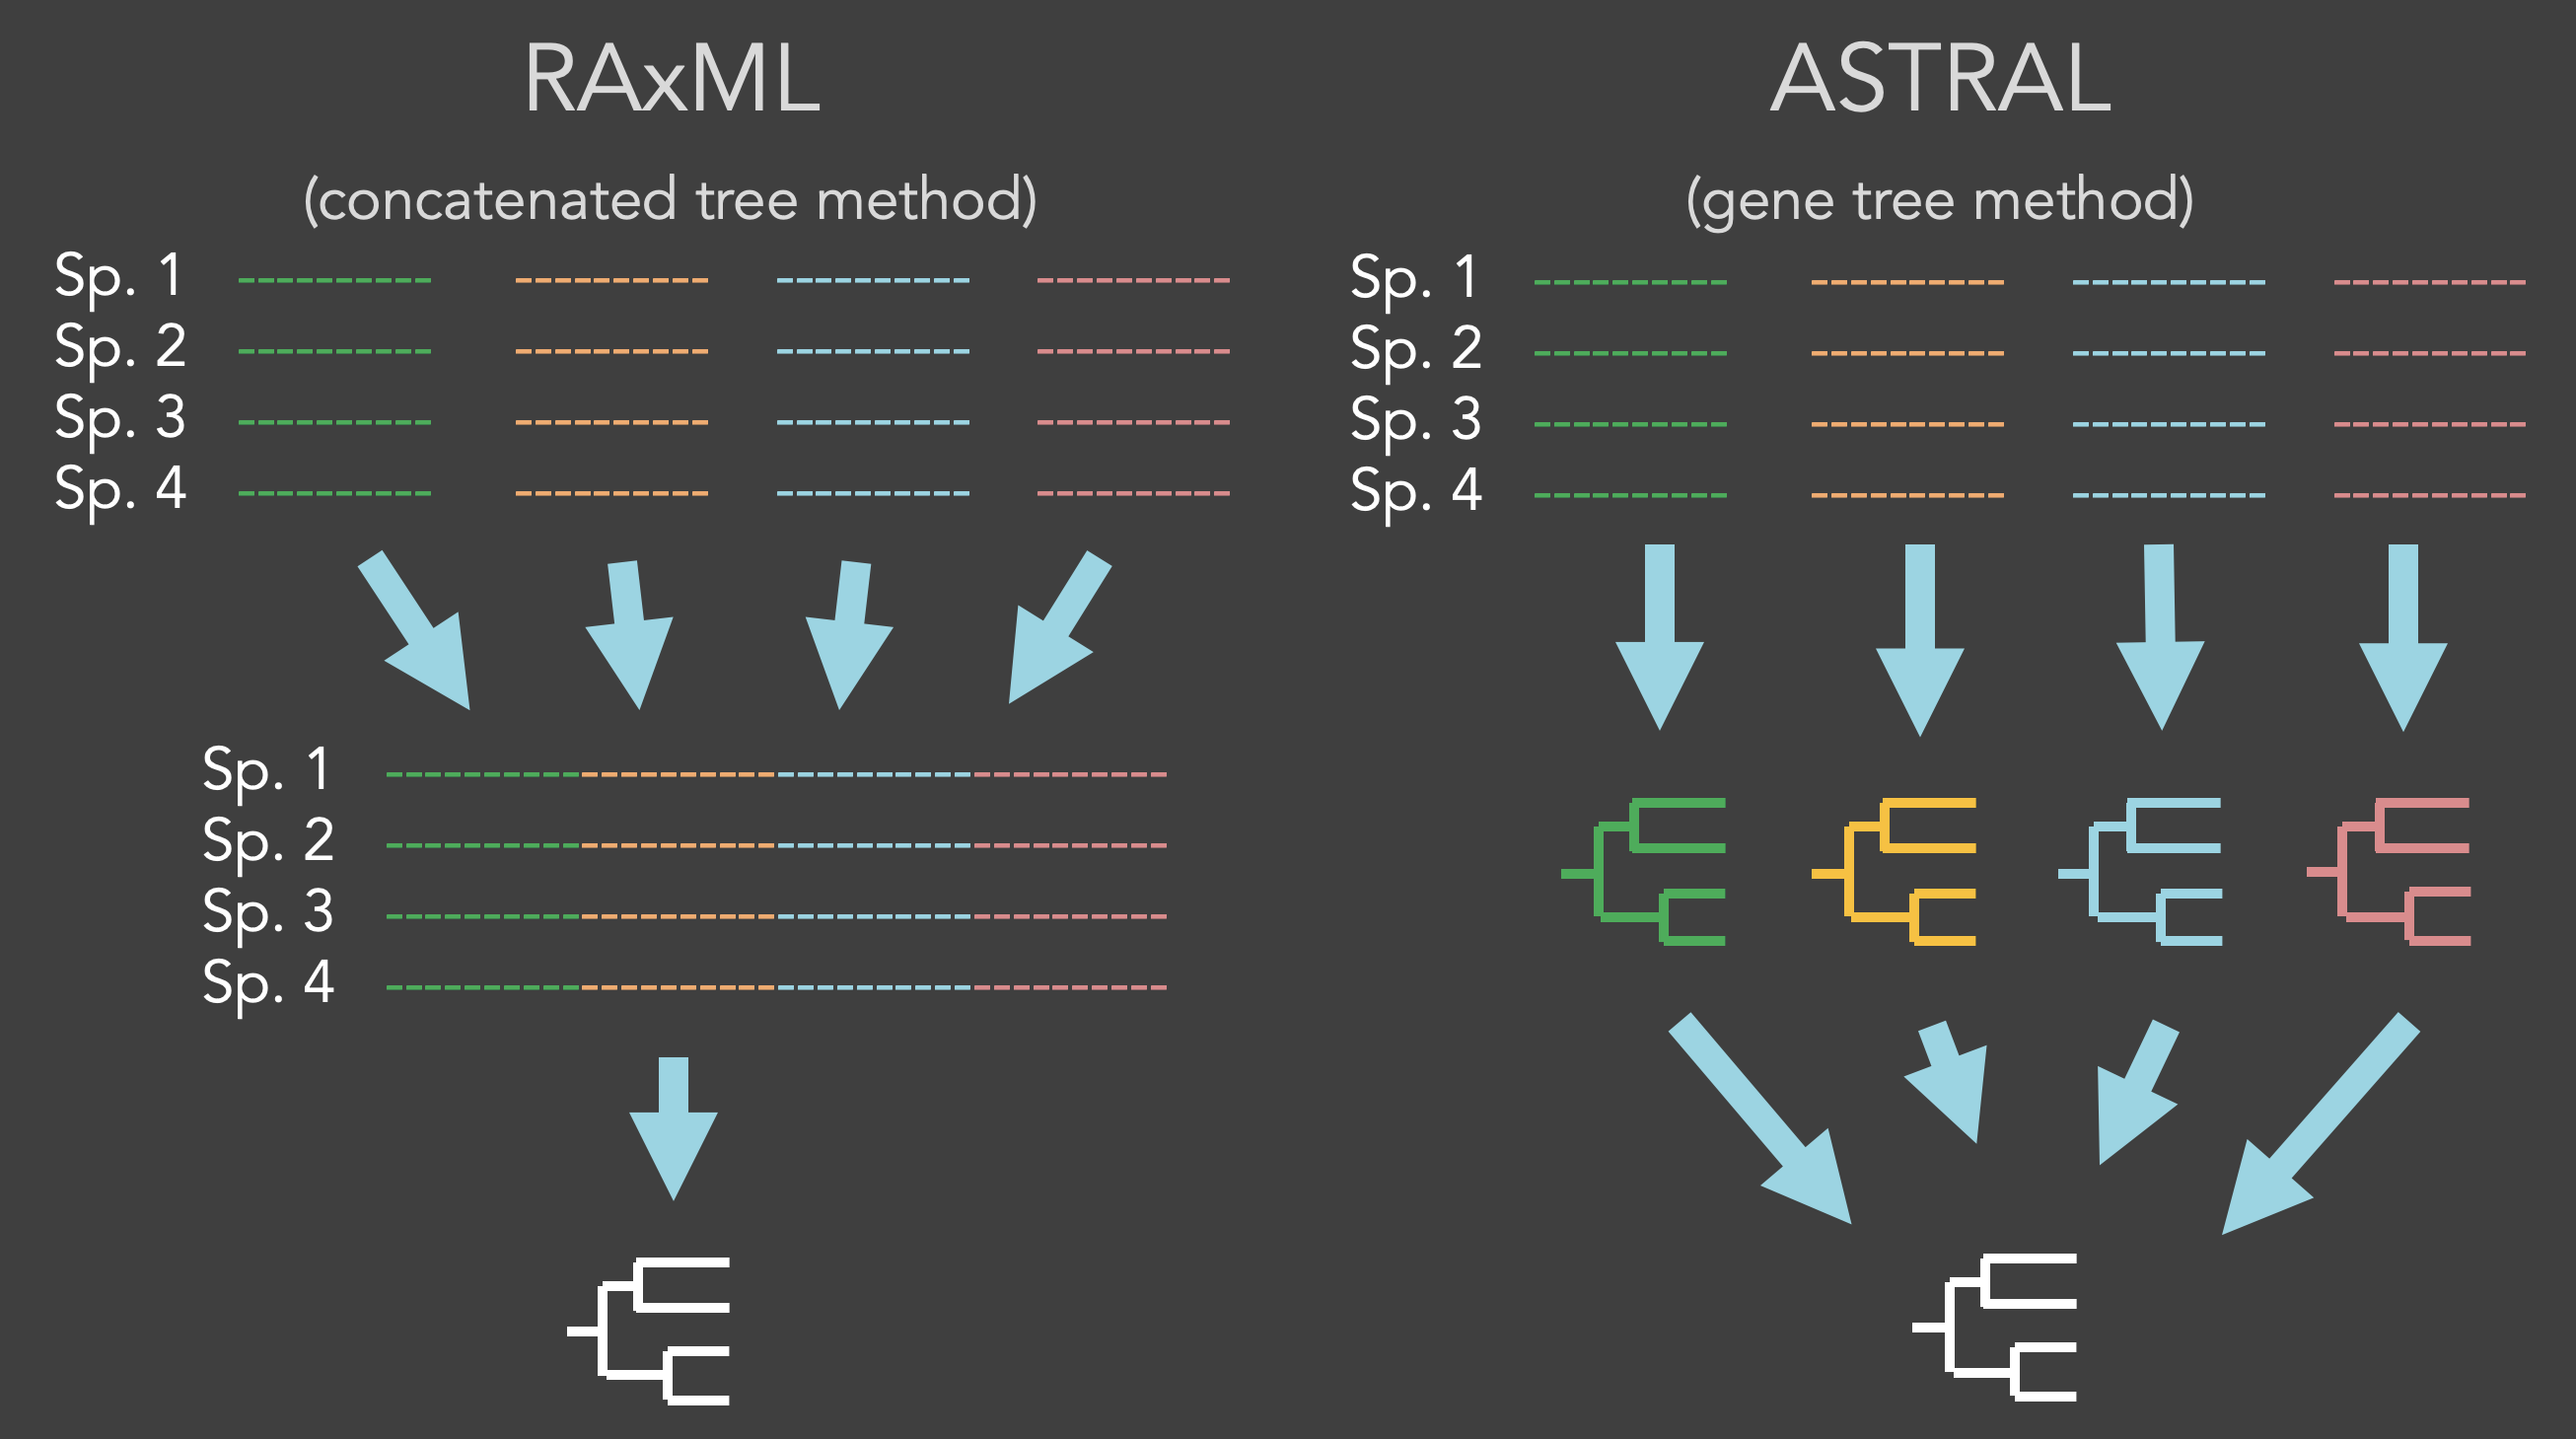 RAxML
(concatenated tree method)
Sp. 1
Sp. 2
Sp. 3
Sp. 4
Sp. 1
Sp. 2
Sp. 3
Sp. 4
ASTRAL
(gene tree method)
Sp. 1
Sp. 2
Sp. 3
Sp. 4